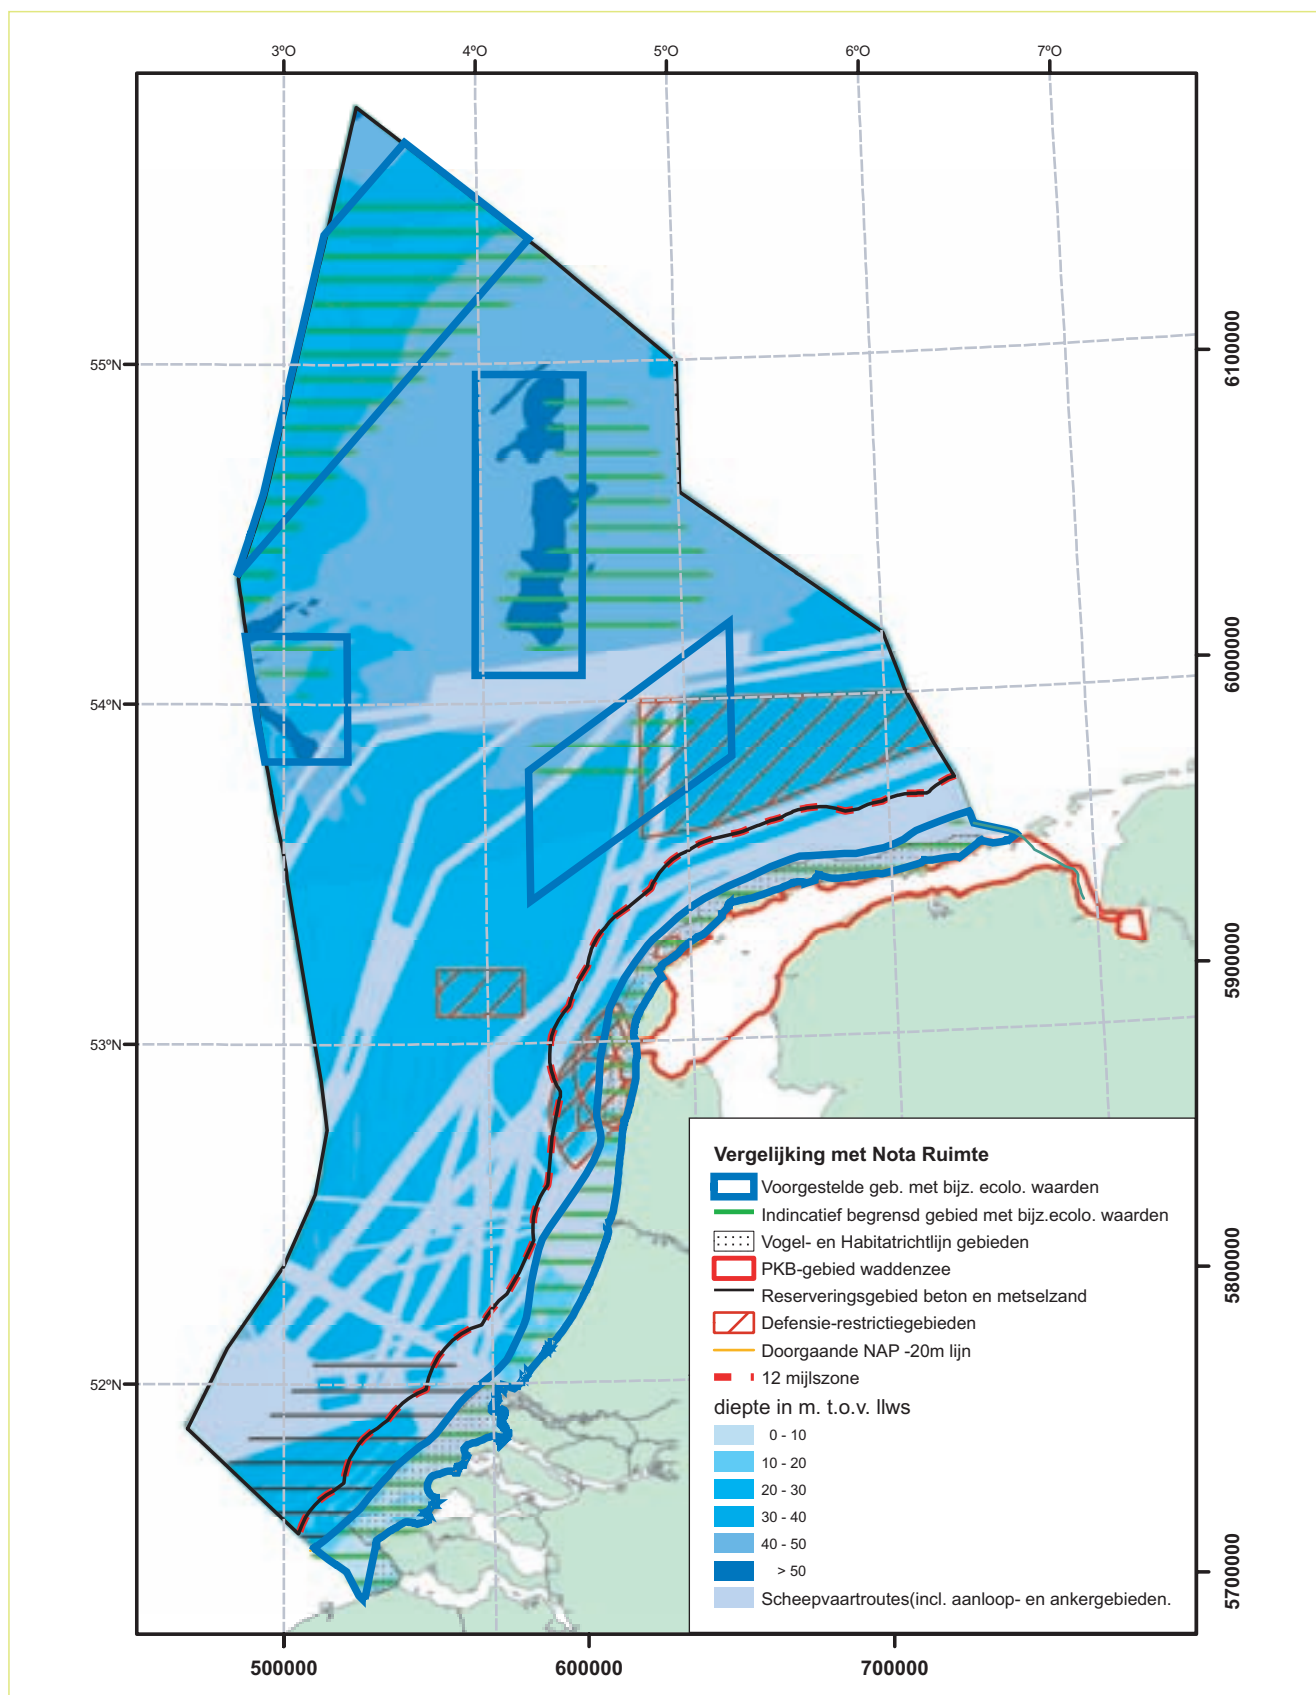 3ºO 4ºO 5ºO 6ºO 7ºO
55ºN
54ºN
53ºN
52ºN
6100000
6000000
5900000
5800000
5700000
Vergelijking met Nota Ruimte
Voorgestelde geb. met bijz. ecolo. waarden
Indincatief begrensd gebied met bijz.ecolo. waarden
Vogel- en Habitatrichtlijn gebieden
PKB-gebied waddenzee
Reserveringsgebied beton en metselzand
Defensie-restrictiegebieden
Doorgaande NAP -20m lijn
12 mijlszone
diepte in m. t.o.v. llws
0 - 10
10 - 20
20 - 30
30 - 40
40 - 50
> 50
Scheepvaartroutes(incl. aanloop- en ankergebieden.
500000 600000 700000